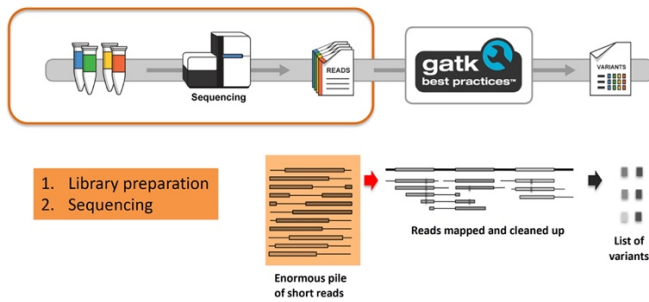 Sequencing
READS
gatk
best practices™
VARIANTS
1. Library preparation
2. Sequencing
Enormous pile
of short reads
Reads mapped and cleaned up
List of
variants